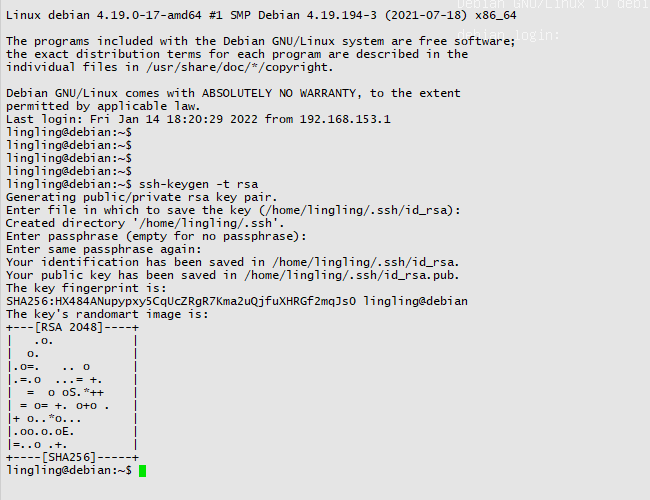 Debian GNU/Linux 10 debi
debian login:
Linux debian 4.19.0-17-amd64 #1 SMP Debian 4.19.194-3 (2021-07-18) x86_64
The programs included with the Debian GNU/Linux system are free software;
the exact distribution terms for each program are described in the
individual files in /usr/share/doc/*/copyright.
Debian GNU/Linux comes with ABSOLUTELY NO WARRANTY, to the extent
permitted by applicable law.
Last login: Fri Jan 14 18:20:29 2022 from 192.168.153.1
lingling@debian:~$
lingling@debian:~$
lingling@debian:~$
lingling@debian:~$
lingling@debian:~$ ssh-keygen -t rsa
Generating public/private rsa key pair.
Enter file in which to save the key (/home/lingling/.ssh/id_rsa):
Created directory '/home/lingling/.ssh'.
Enter passphrase (empty for no passphrase):
Enter same passphrase again:
Your identification has been saved in /home/lingling/.ssh/id_rsa.
Your public key has been saved in /home/lingling/.ssh/id_rsa.pub.
The key fingerprint is:
SHA256:HX484ANupypxy5CqUcZRgR7Kma2uQjfuXHRGf2mqJs0 lingling@debian
The key's randomart image is:
+---[RSA 2048]----+
|   .o.           |
|  o.             |
|.o=.   .. o      |
|.=.o  ...= +.    |
|  =  o oS.*++    |
| = o= +. o+o .   |
|+ o..*o...       |
|.oo.o.oE.        |
|=..o .+.         |
+----[SHA256]-----+
lingling@debian:~$